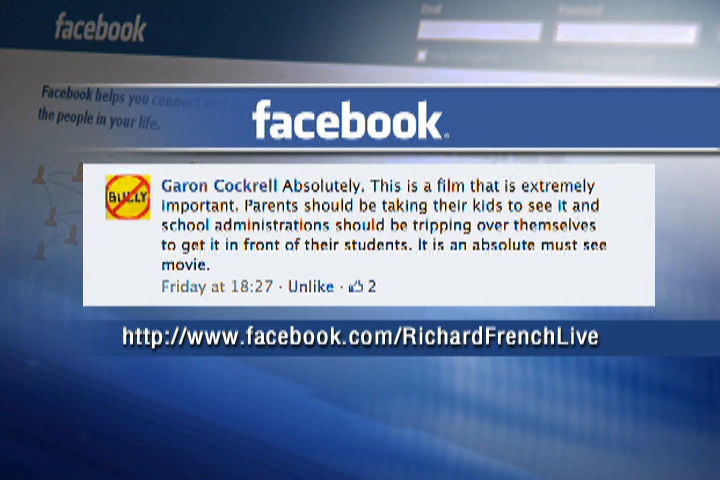 facebook
Email
Password
Facebook helps you connect and
the people in your life.
facebook
BULLY
Garon Cockrell Absolutely. This is a film that is extremely
important. Parents should be taking their kids to see it and
school administrations should be tripping over themselves
to get it in front of their students. It is an absolute must see
movie.
Friday at 18:27 · Unlike · 2
http://www.facebook.com/RichardFrenchLive